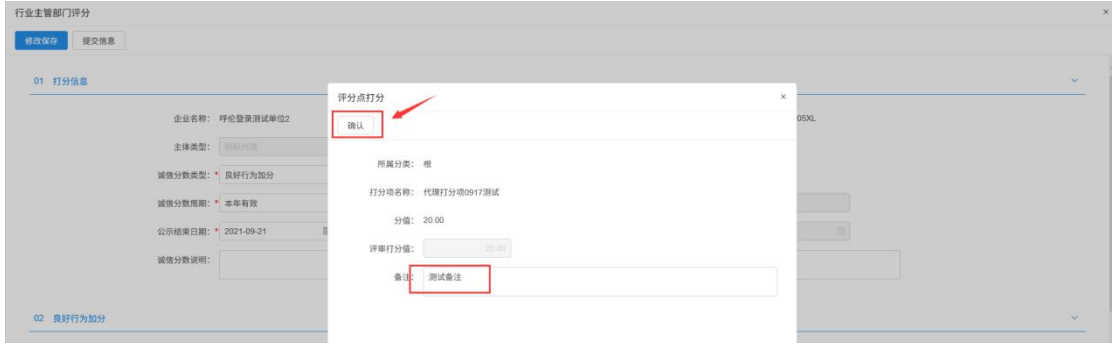 行业主管部门评分
×
修改保存 提交信息
01 打分信息
评分点打分 ×
确认
企业名称: 呼伦登录测试单位2
05XL
主体类型: 招标代理
所属分类: 根
诚信分数类型: * 良好行为加分
打分项名称: 代理打分项0917测试
诚信分数周期: * 本年有效
分值: 20.00
公示结束日期: * 2021-09-21
评审打分值: 20.00
诚信分数说明:
备注: 测试备注
02 良好行为加分